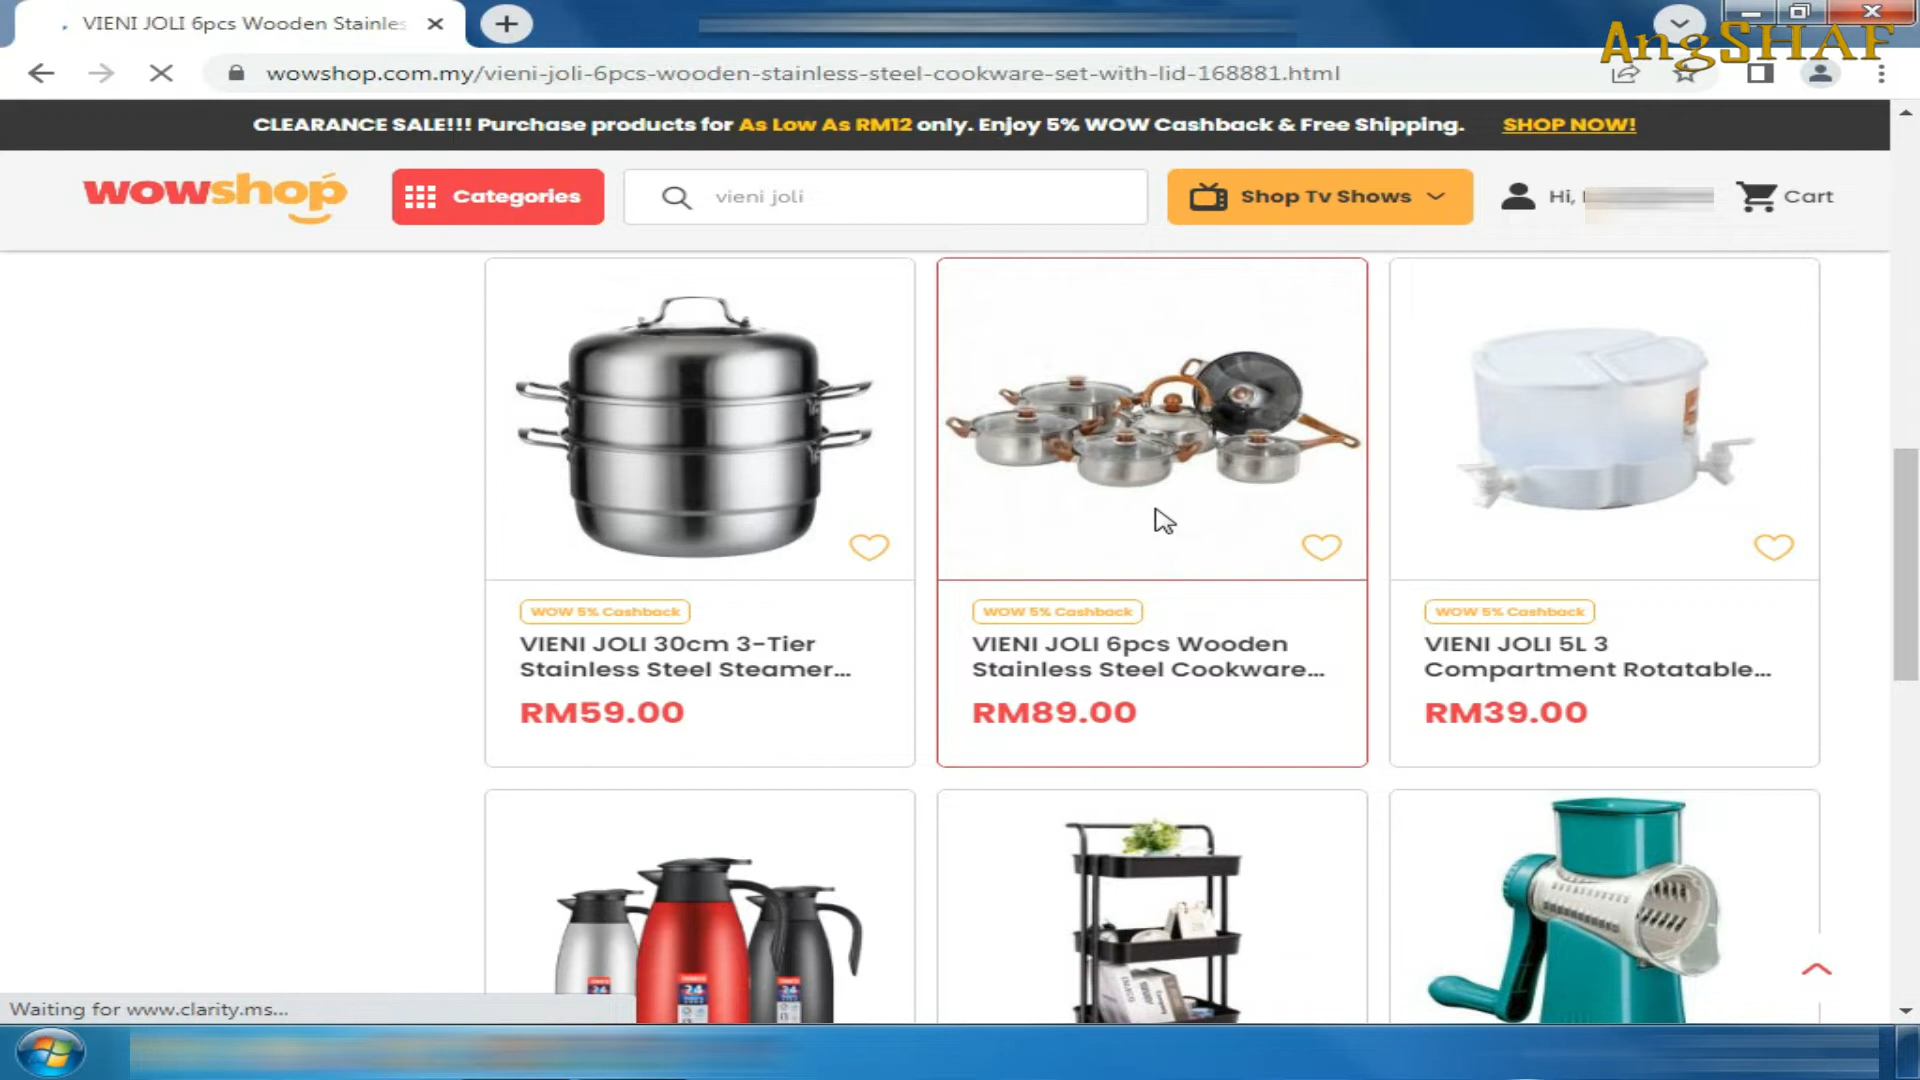 VIENI JOLI 6pcs Wooden Stainles
AngSHAF
wowshop.com.my/vieni-joli-6pcs-wooden-stainless-steel-cookware-set-with-lid-168881.html
CLEARANCE SALE!!! Purchase products for As Low As RM12 only. Enjoy 5% WOW Cashback & Free Shipping. SHOP NOW!
wowshop
Categories
vieni joli
Shop Tv Shows
Hi,
Cart
WOW 5% Cashback
VIENI JOLI 30cm 3-Tier
Stainless Steel Steamer...
RM59.00
WOW 5% Cashback
VIENI JOLI 6pcs Wooden
Stainless Steel Cookware...
RM89.00
WOW 5% Cashback
VIENI JOLI 5L 3
Compartment Rotatable...
RM39.00
24
24
24
Waiting for www.clarity.ms...